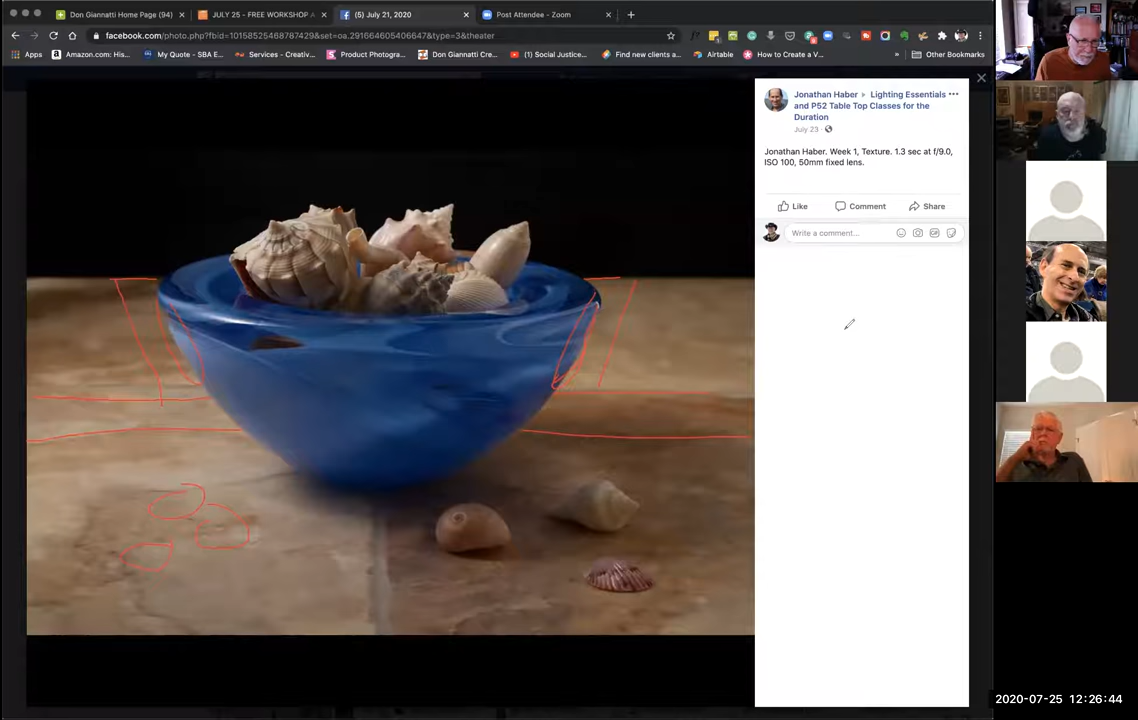 Don Giannatti Home Page (94)
JULY 25 - FREE WORKSHOP A
(5) July 21, 2020
Post Attendee - Zoom
facebook.com/photo.php?fbid=10158525468787429&set=oa.291664605406647&type=3&theater
Apps
Amazon.com: His...
My Quote - SBA E...
Services - Creativ...
Product Photogra...
Don Giannatti Cre...
(1) Social Justice...
Find new clients a...
Airtable
How to Create a V...
»
Other Bookmarks
Jonathan Haber ▸ Lighting Essentials
and P52 Table Top Classes for the
Duration
July 23 ·
Jonathan Haber. Week 1, Texture. 1.3 sec at f/9.0,
ISO 100, 50mm fixed lens.
Like
Comment
Share
Write a comment...
2020-07-25 12:26:44